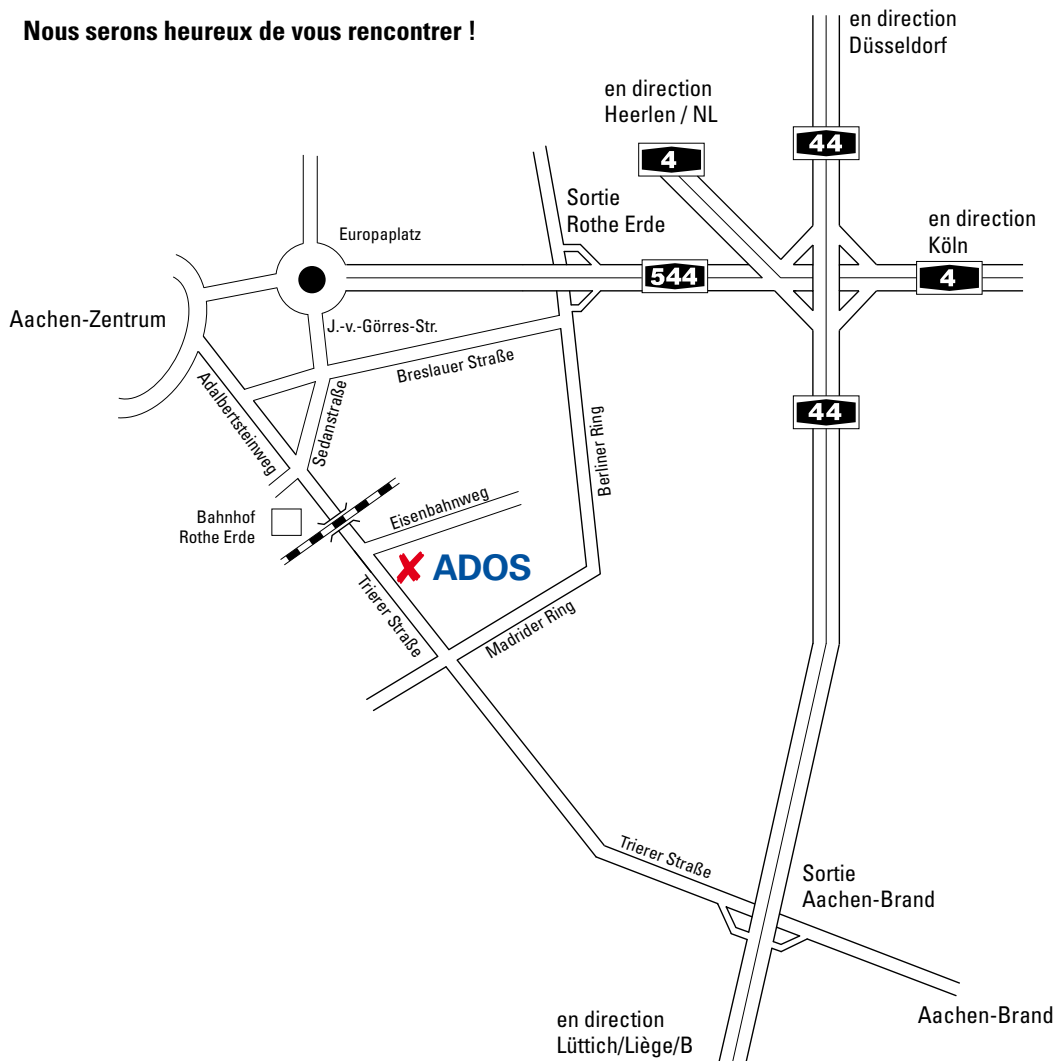 Nous serons heureux de vous rencontrer !
en direction
Düsseldorf
en direction
Heerlen / NL
4
44
Sortie
Rothe Erde
en direction
Köln
Europaplatz
544
4
Aachen-Zentrum
J.-v.-Görres-Str.
Breslauer Straße
Adalbertsteinweg
Sedanstraße
44
Berliner Ring
Eisenbahnweg
Bahnhof
Rothe Erde
✘ ADOS
Trierer Straße
Madrider Ring
Trierer Straße
Sortie
Aachen-Brand
Aachen-Brand
en direction
Lüttich/Liège/B